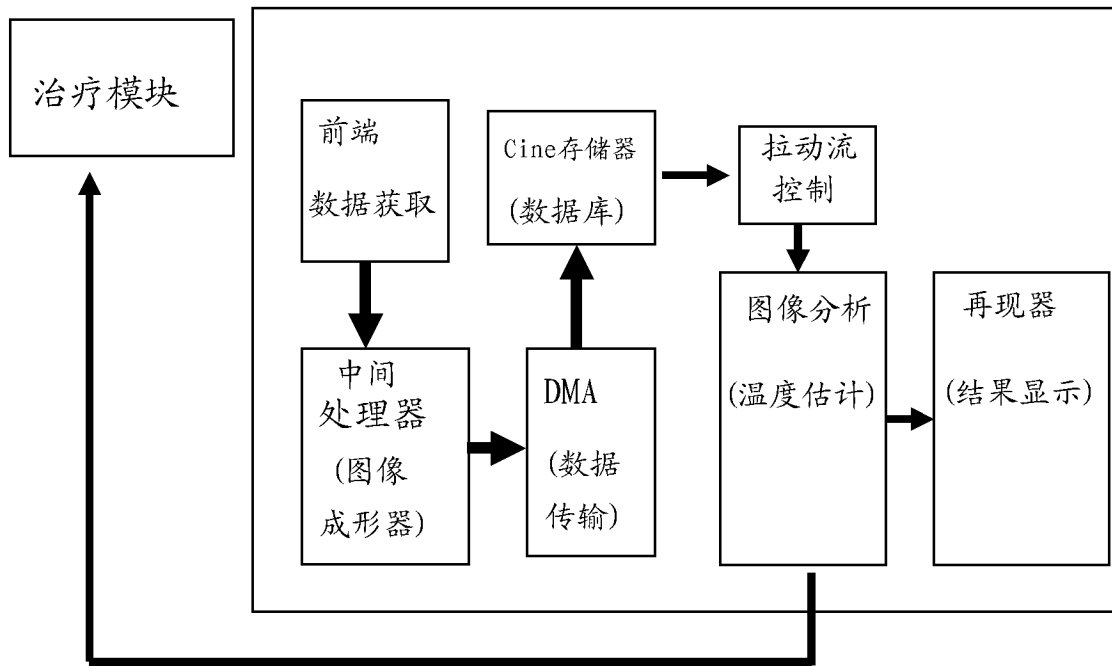 治疗模块
前端
数据获取
Cine存储器
(数据库)
拉动流
控制
中间
处理器
(图像
成形器)
DMA
(数据
传输)
图像分析
(温度估计)
再现器
(结果显示)